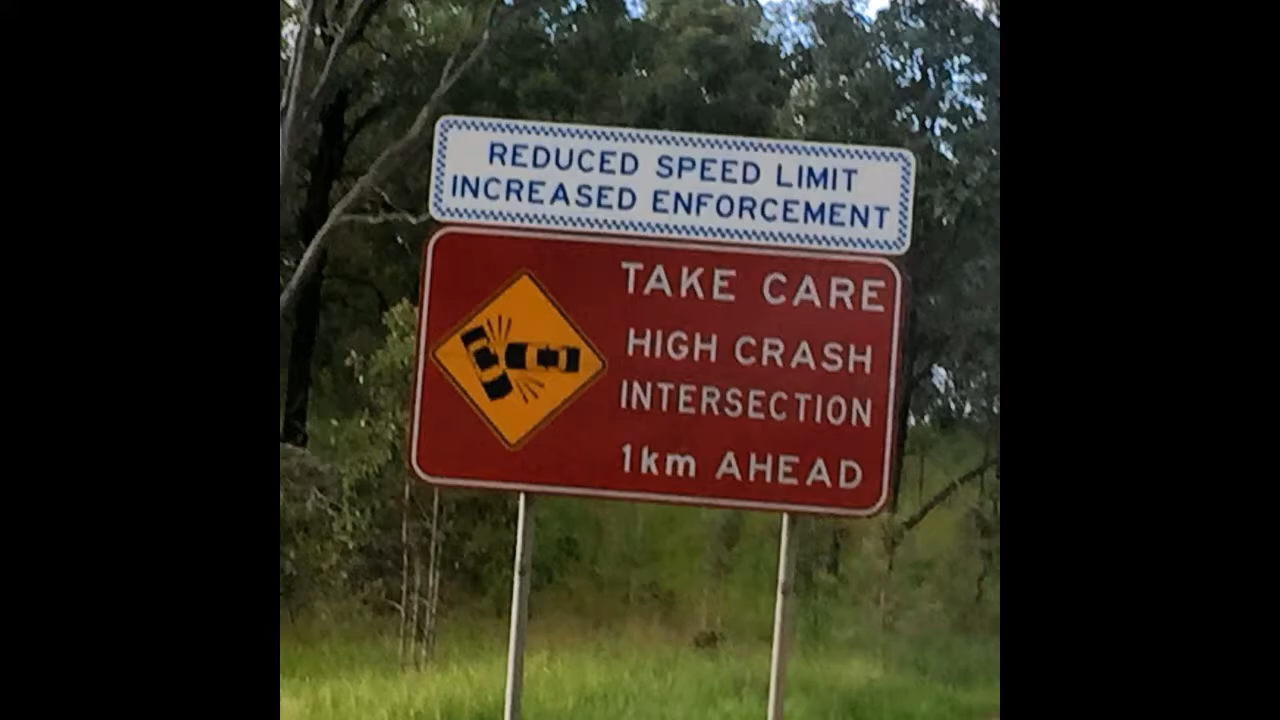 REDUCED SPEED LIMIT
INCREASED ENFORCEMENT
TAKE CARE
HIGH CRASH
INTERSECTION
1km AHEAD